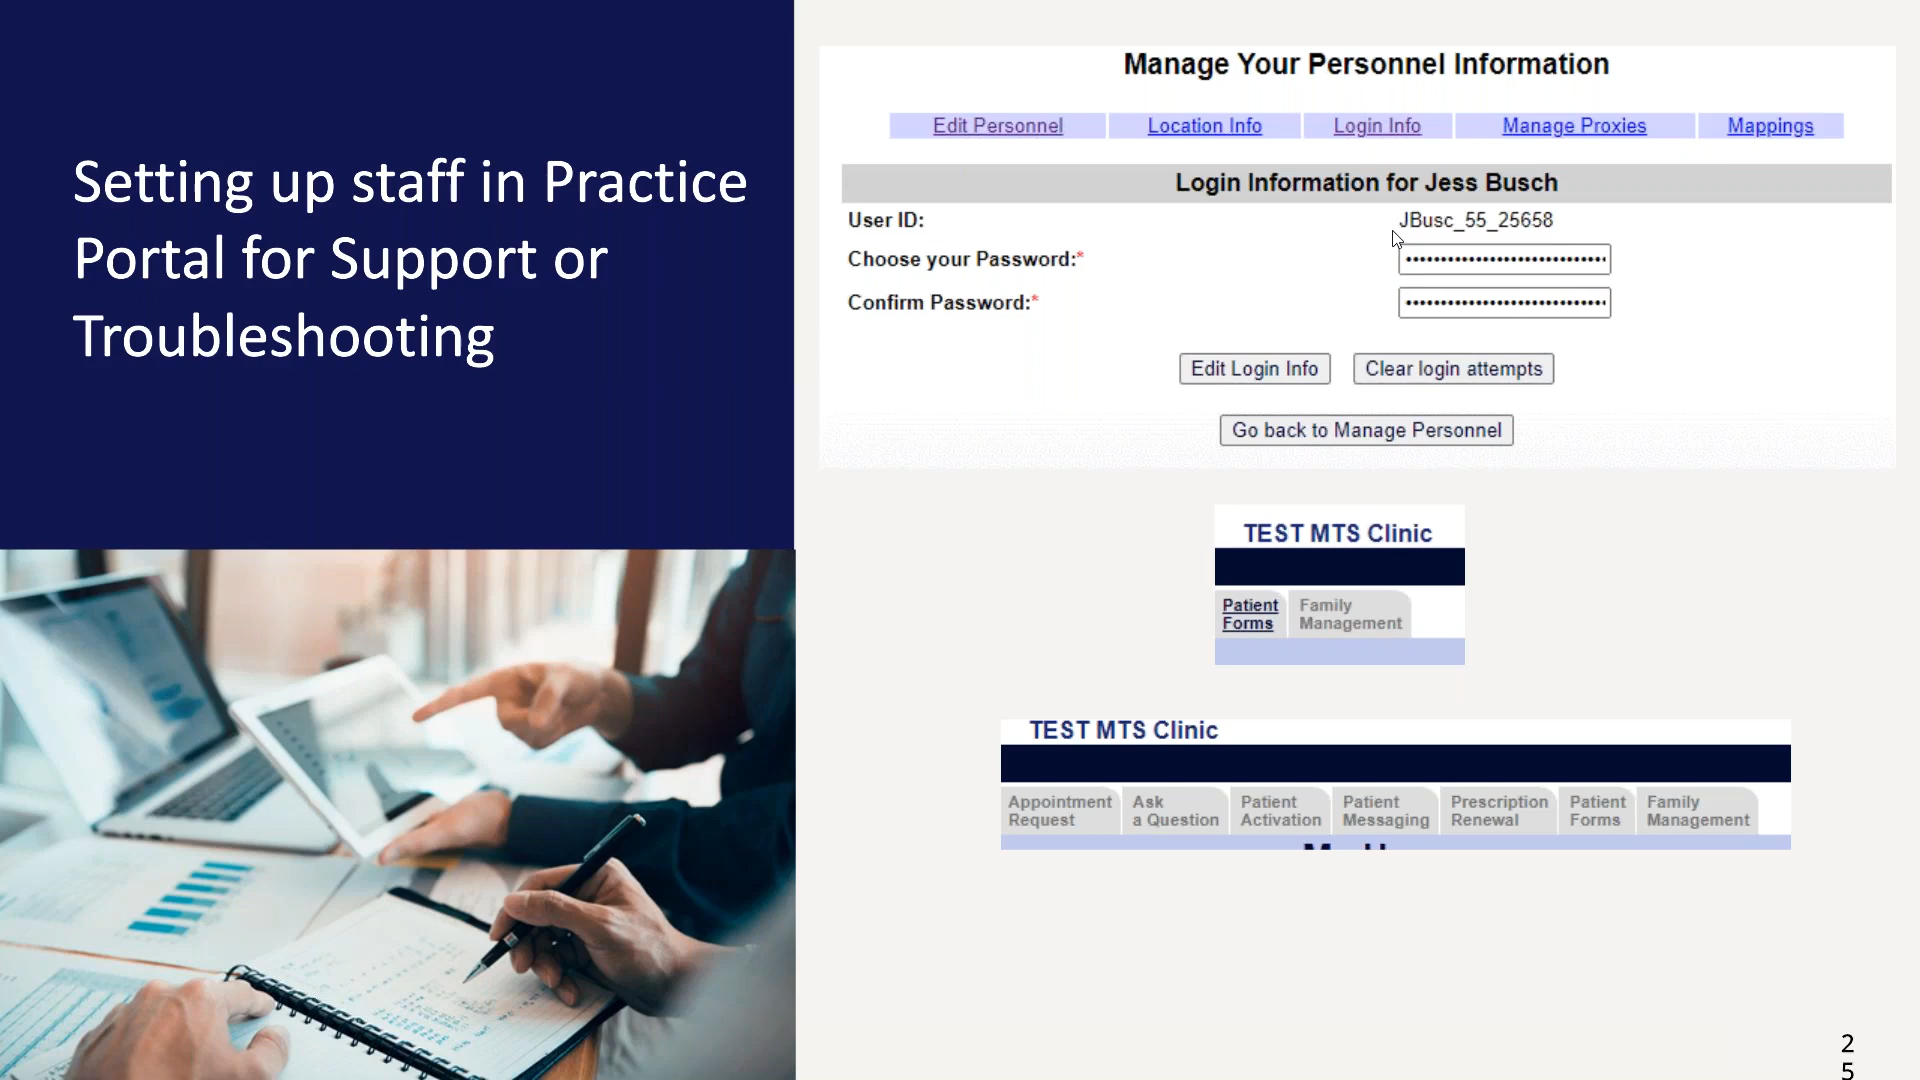 Setting up staff in Practice
Portal for Support or
Troubleshooting
Manage Your Personnel Information
Edit Personnel Location Info Login Info Manage Proxies Mappings
Login Information for Jess Busch
User ID: JBusc_55_25658
Choose your Password:*
Confirm Password:*
Edit Login Info Clear login attempts
Go back to Manage Personnel
TEST MTS Clinic
Patient Family
Forms Management
TEST MTS Clinic
Appointment Ask Patient Patient Prescription Patient Family
Request a Question Activation Messaging Renewal Forms Management
2
5